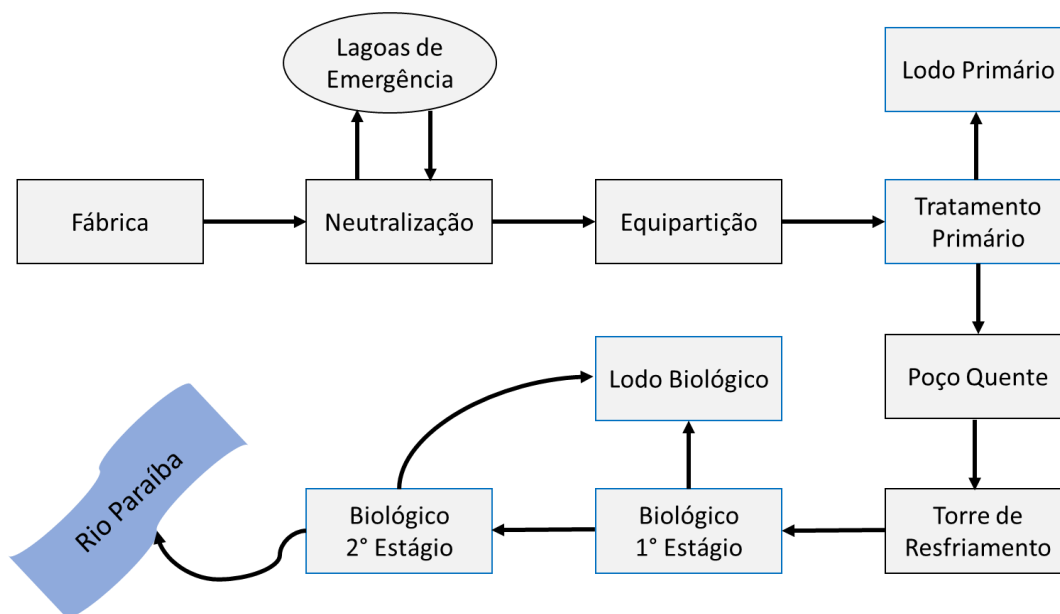 Lagoas de
Emergência
Lodo Primário
Fábrica
Neutralização
Equipartição
Tratamento
Primário
Lodo Biológico
Poço Quente
Rio Paraíba
Biológico
2° Estágio
Biológico
1° Estágio
Torre de
Resfriamento